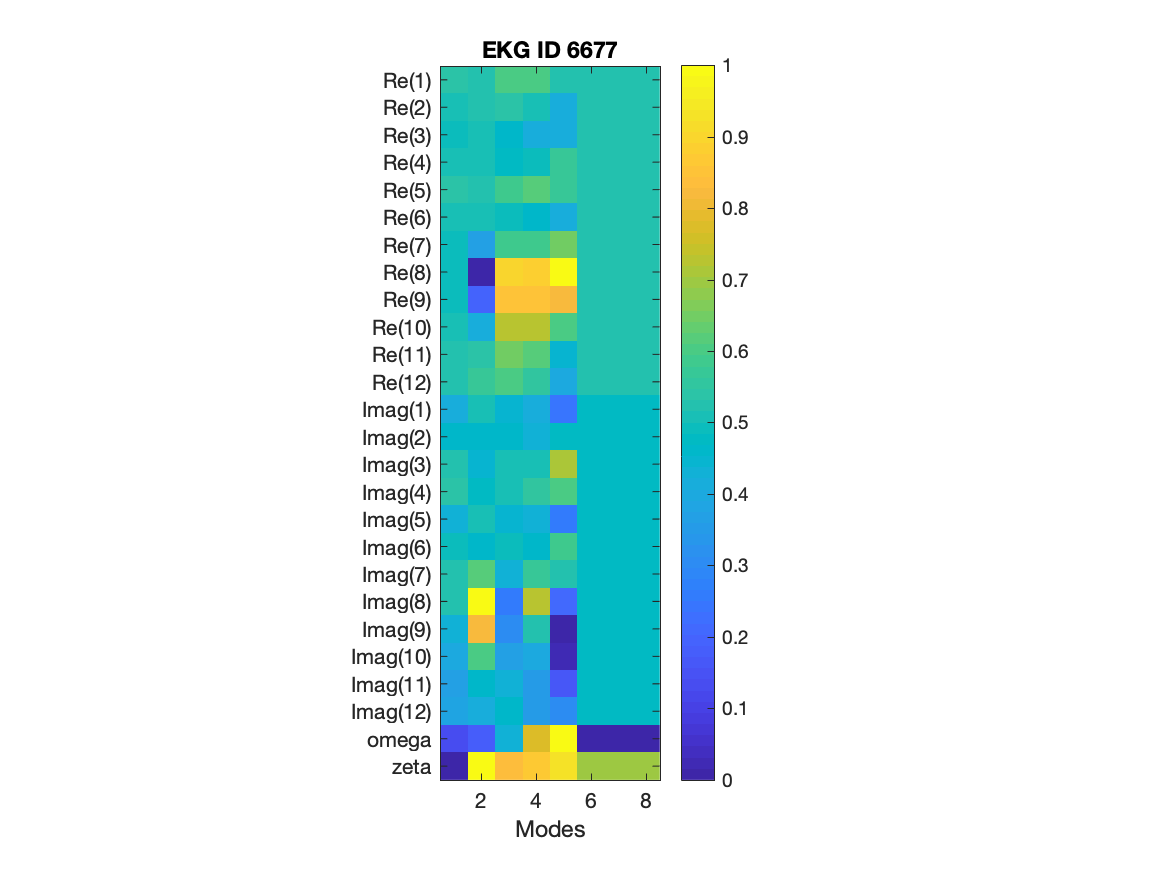 EKG ID 6677
Re(1)
Re(2)
Re(3)
Re(4)
Re(5)
Re(6)
Re(7)
Re(8)
Re(9)
Re(10)
Re(11)
Re(12)
Imag(1)
Imag(2)
Imag(3)
Imag(4)
Imag(5)
Imag(6)
Imag(7)
Imag(8)
Imag(9)
Imag(10)
Imag(11)
Imag(12)
omega
zeta
2 4 6 8
Modes
1
0.9
0.8
0.7
0.6
0.5
0.4
0.3
0.2
0.1
0